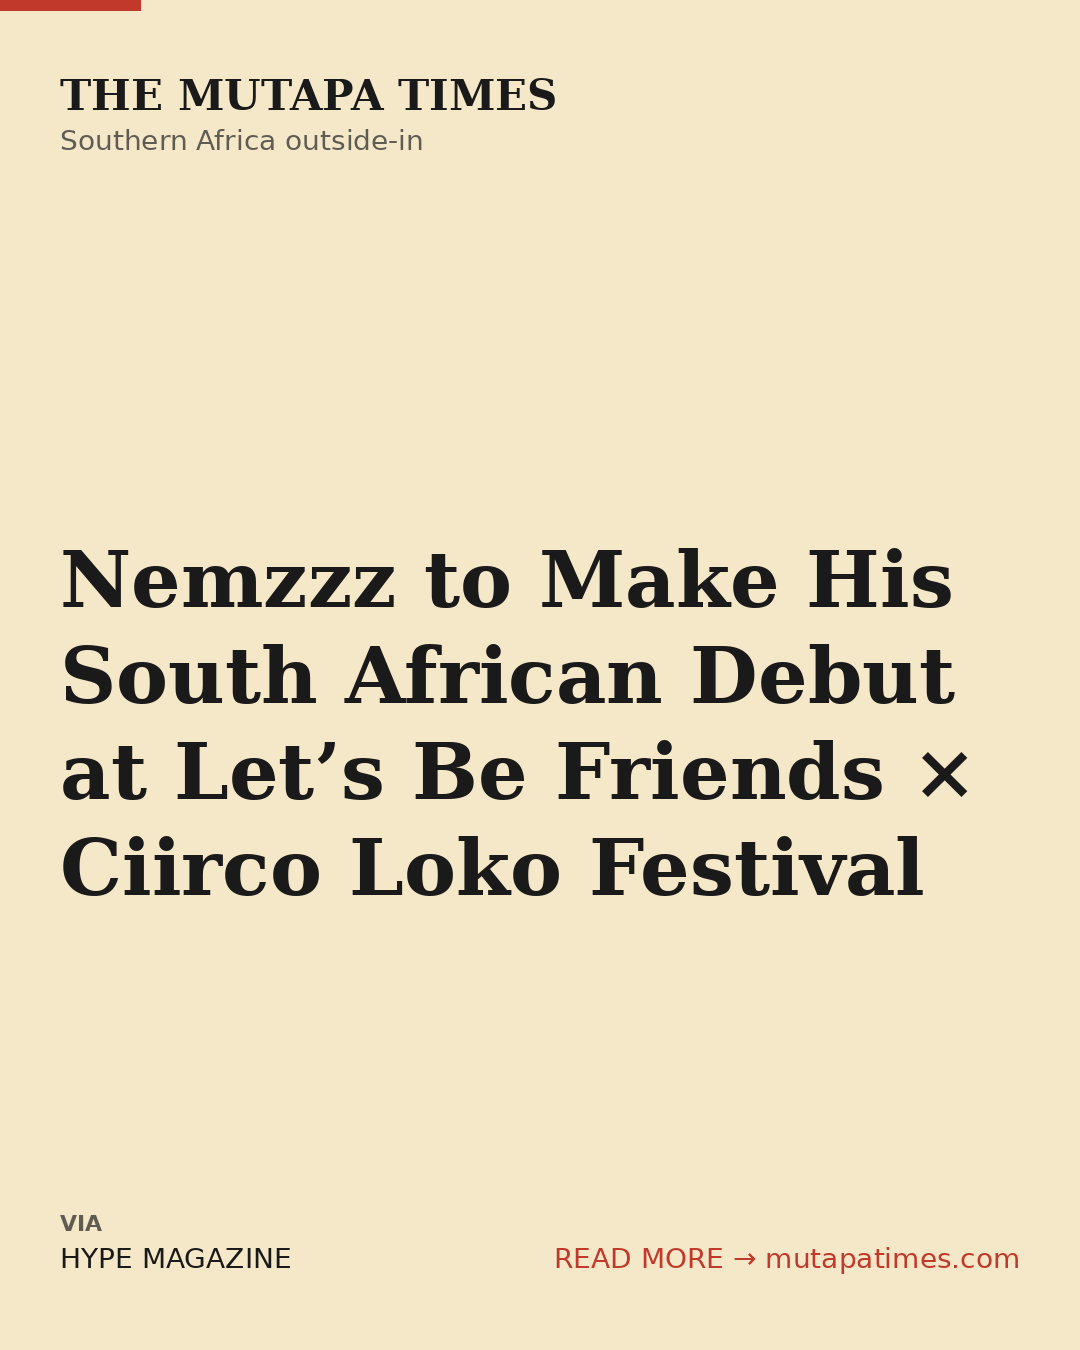 THE MUTAPA TIMES
Southern Africa outside-in
Nemzzz to Make His
South African Debut
at Let’s Be Friends ×
Ciirco Loko Festival
VIA
HYPE MAGAZINE
READ MORE → mutapatimes.com